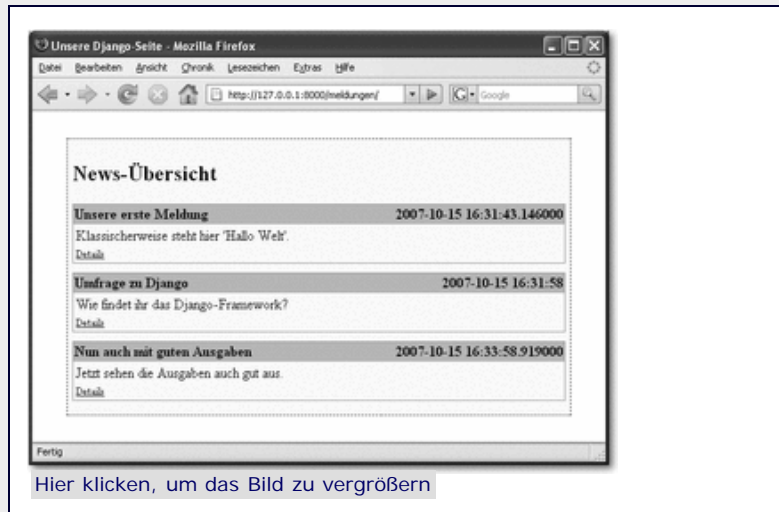 Unsere Django-Seite - Mozilla Firefox
Datei Bearbeiten Ansicht Chronik Lesezeichen Extras Hilfe
http://127.0.0.1:8000/meldungen/ G Google
News-Übersicht
Unsere erste Meldung 2007-10-15 16:31:43.146000
Klassischerweise steht hier 'Hallo Welt'.
Details
Umfrage zu Django 2007-10-15 16:31:58
Wie findet ihr das Django-Framework?
Details
Nun auch mit guten Ausgaben 2007-10-15 16:33:58.919000
Jetzt sehen die Ausgaben auch gut aus.
Details
Fertig
Hier klicken, um das Bild zu vergrößern